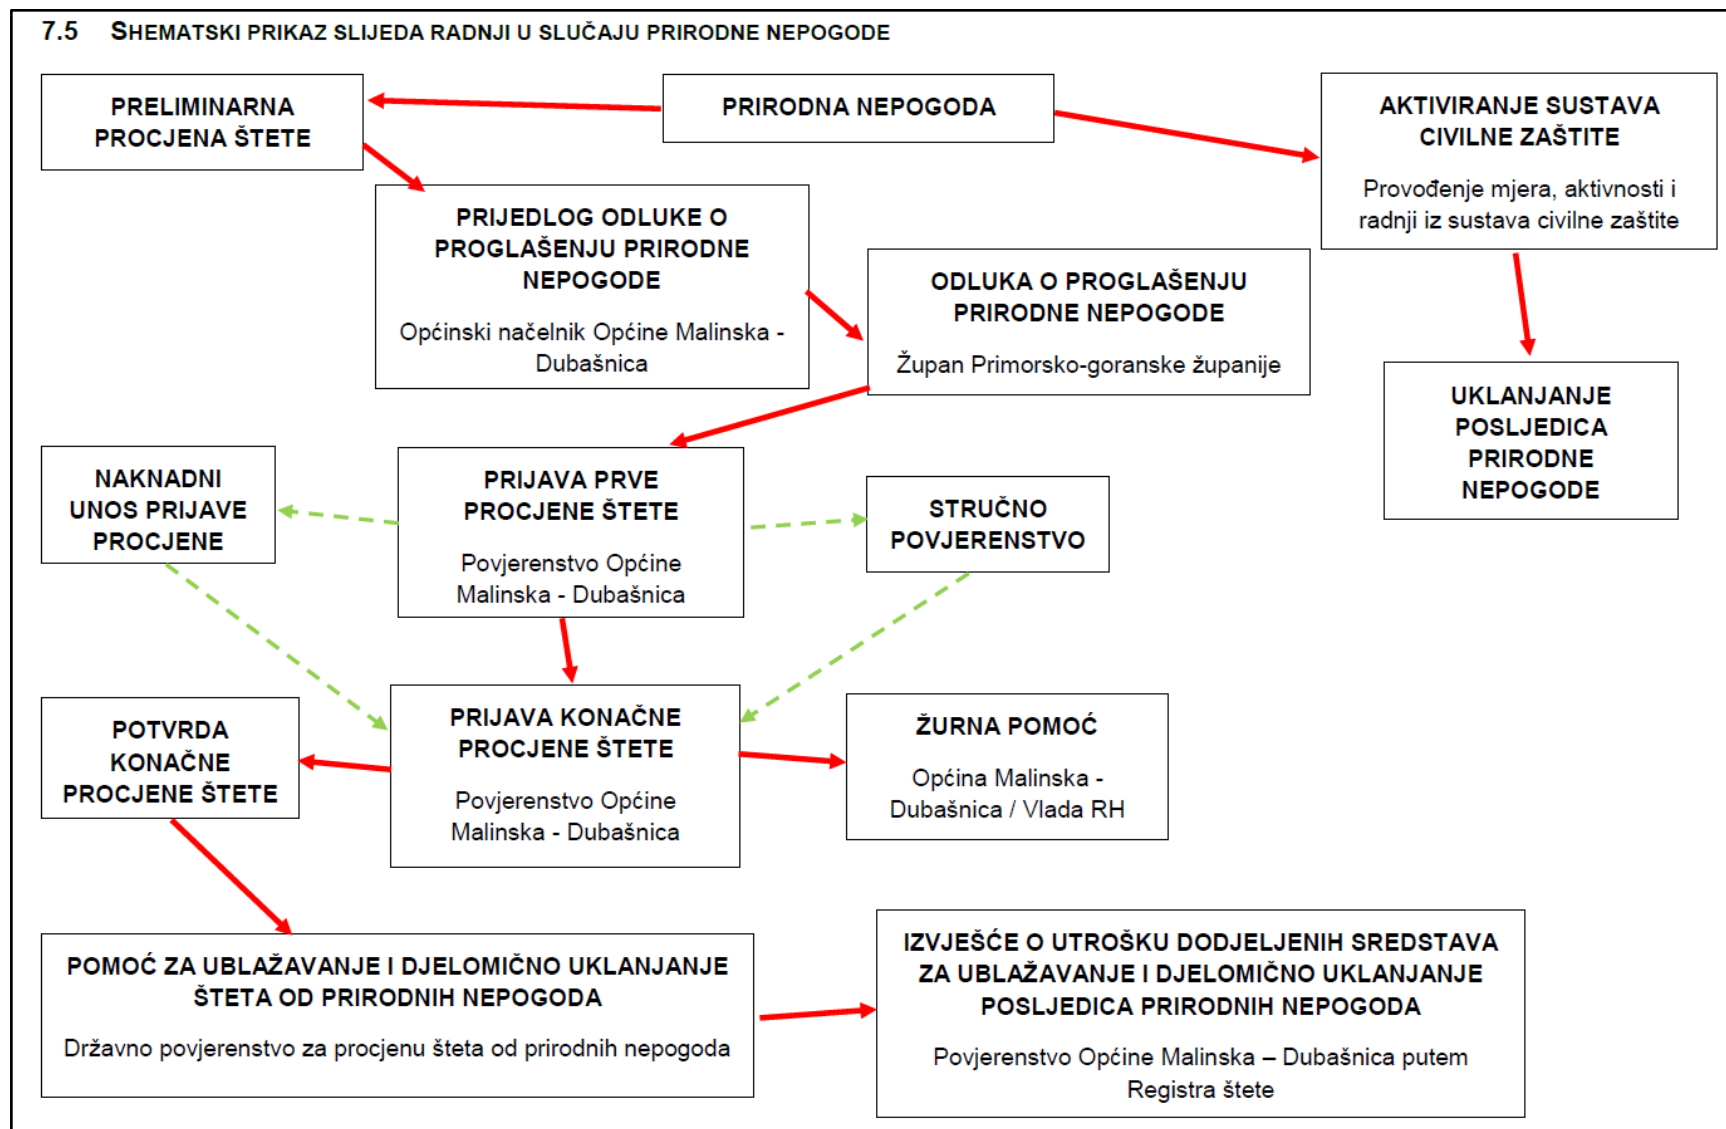 7.5 SHEMATSKI PRIKAZ SLIJEDA RADNJI U SLUČAJU PRIRODNE NEPOGODE
PRELIMINARNA
PROCJENA ŠTETE
PRIRODNA NEPOGODA
AKTIVIRANJE SUSTAVA
CIVILNE ZAŠTITE
Provođenje mjera, aktivnosti i
radnji iz sustava civilne zaštite
PRIJEDLOG ODLUKE O
PROGLAŠENJU PRIRODNE
NEPOGODE
Općinski načelnik Općine Malinska -
Dubašnica
ODLUKA O PROGLAŠENJU
PRIRODNE NEPOGODE
Župan Primorsko-goranske županije
UKLANJANJE
POSLJEDICA
PRIRODNE
NEPOGODE
NAKNADNI
UNOS PRIJAVE
PROCJENE
PRIJAVA PRVE
PROCJENE ŠTETE
Povjerenstvo Općine
Malinska - Dubašnica
STRUČNO
POVJERENSTVO
POTVRDA
KONAČNE
PROCJENE ŠTETE
PRIJAVA KONAČNE
PROCJENE ŠTETE
Povjerenstvo Općine
Malinska - Dubašnica
ŽURNA POMOĆ
Općina Malinska -
Dubašnica / Vlada RH
POMOĆ ZA UBLAŽAVANJE I DJELOMIČNO UKLANJANJE
ŠTETA OD PRIRODNIH NEPOGODA
Državno povjerenstvo za procjenu šteta od prirodnih nepogoda
IZVJEŠĆE O UTROŠKU DODJELJENIH SREDSTAVA
ZA UBLAŽAVANJE I DJELOMIČNO UKLANJANJE
POSLJEDICA PRIRODNIH NEPOGODA
Povjerenstvo Općine Malinska – Dubašnica putem
Registra štete